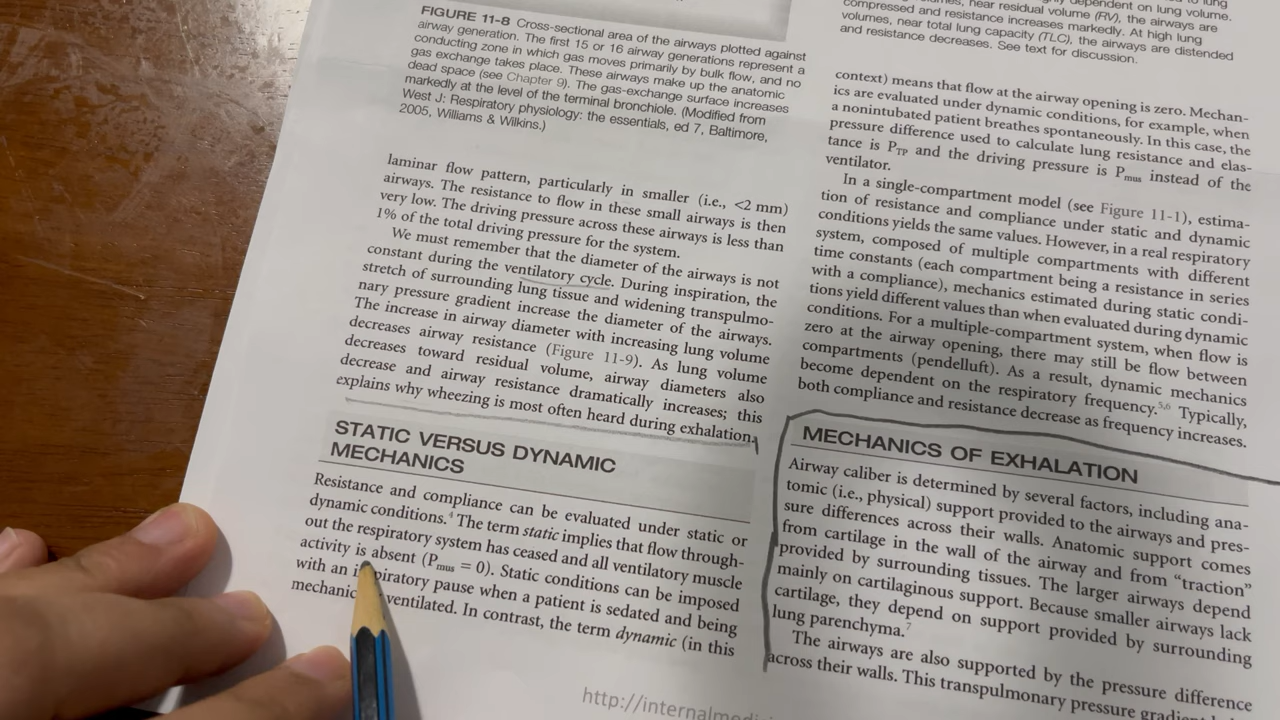 FIGURE 11-8 Cross-sectional area of the airways plotted against
airway generation. The first 15 or 16 airway generations represent a
conducting zone in which gas moves primarily by bulk flow, and no
gas exchange takes place. These airways make up the anatomic
dead space (see Chapter 9). The gas-exchange surface increases
markedly at the level of the terminal bronchiole. (Modified from
West J: Respiratory physiology: the essentials, ed 7, Baltimore,
2005, Williams & Wilkins.)
laminar flow pattern, particularly in smaller (i.e., <2 mm)
airways. The resistance to flow in these small airways is then
very low. The driving pressure across these airways is less than
1% of the total driving pressure for the system.
We must remember that the diameter of the airways is not
constant during the ventilatory cycle. During inspiration, the
stretch of surrounding lung tissue and widening transpulmo-
nary pressure gradient increase the diameter of the airways.
The increase in airway diameter with increasing lung volume
decreases airway resistance (Figure 11-9). As lung volume
decreases toward residual volume, airway diameters also
decrease and airway resistance dramatically increases; this
explains why wheezing is most often heard during exhalation.
STATIC VERSUS DYNAMIC
MECHANICS
Resistance and compliance can be evaluated under static or
dynamic conditions.4 The term static implies that flow through-
out the respiratory system has ceased and all ventilatory muscle
activity is absent (Pmus = 0). Static conditions can be imposed
with an piratory pause when a patient is sedated and being
mechanic ventilated. In contrast, the term dynamic (in this
dependent on lung volume.
near residual volume (RV), the airways are
compressed and resistance increases markedly. At high lung
volumes, near total lung capacity (TLC), the airways are distended
and resistance decreases. See text for discussion.
context) means that flow at the airway opening is zero. Mechan-
ics are evaluated under dynamic conditions, for example, when
a nonintubated patient breathes spontaneously. In this case, the
pressure difference used to calculate lung resistance and elas-
tance is PTP and the driving pressure is Pmus instead of the
ventilator.
In a single-compartment model (see Figure 11-1), estima-
tion of resistance and compliance under static and dynamic
conditions yields the same values. However, in a real respiratory
system, composed of multiple compartments with different
time constants (each compartment being a resistance in series
with a compliance), mechanics estimated during static condi-
tions yield different values than when evaluated during dynamic
conditions. For a multiple-compartment system, when flow is
zero at the airway opening, there may still be flow between
compartments (pendelluft). As a result, dynamic mechanics
become dependent on the respiratory frequency.5,6 Typically,
both compliance and resistance decrease as frequency increases.
MECHANICS OF EXHALATION
Airway caliber is determined by several factors, including ana-
tomic (i.e., physical) support provided to the airways and pres-
sure differences across their walls. Anatomic support comes
from cartilage in the wall of the airway and from “traction”
provided by surrounding tissues. The larger airways depend
mainly on cartilaginous support. Because smaller airways lack
cartilage, they depend on support provided by surrounding
lung parenchyma.7
The airways are also supported by the pressure difference
across their walls. This transpulmonary pressure
http://internalmedi